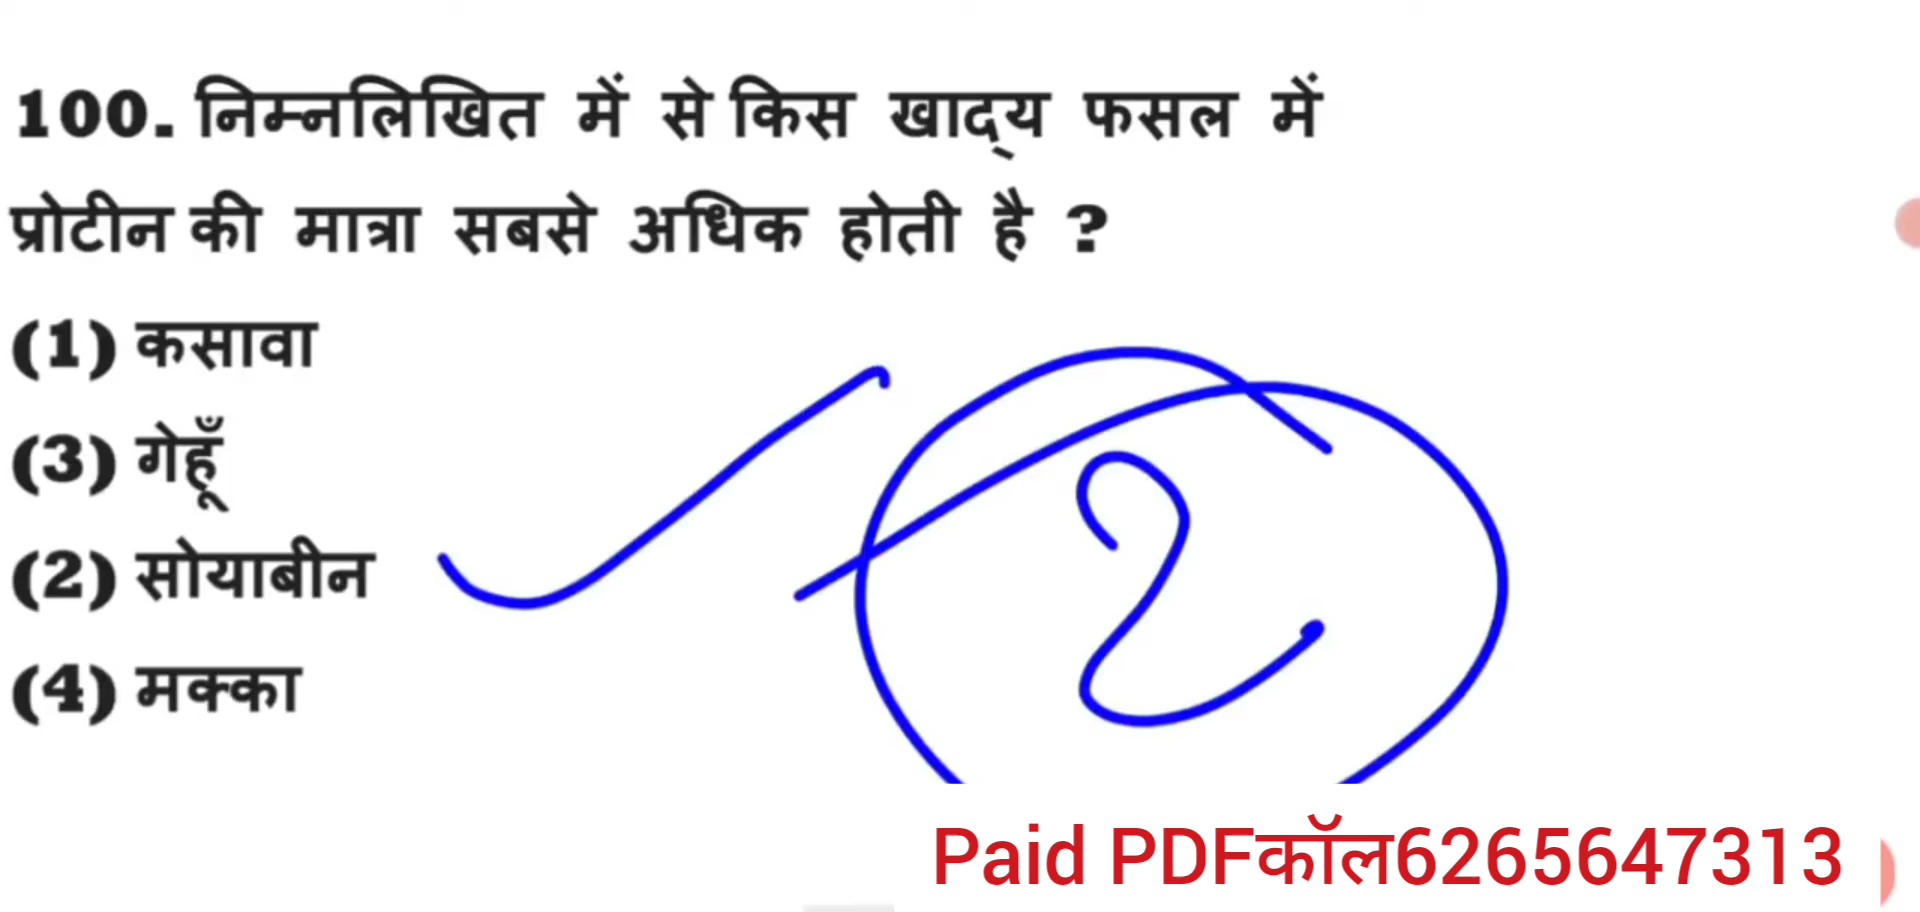 100. निम्नलिखित में से किस खाद्य फसल में
प्रोटीन की मात्रा सबसे अधिक होती है ?
(1) कसावा
(3) गेहूँ
(2) सोयाबीन
(4) मक्का
2
Paid PDFकॉल6265647313